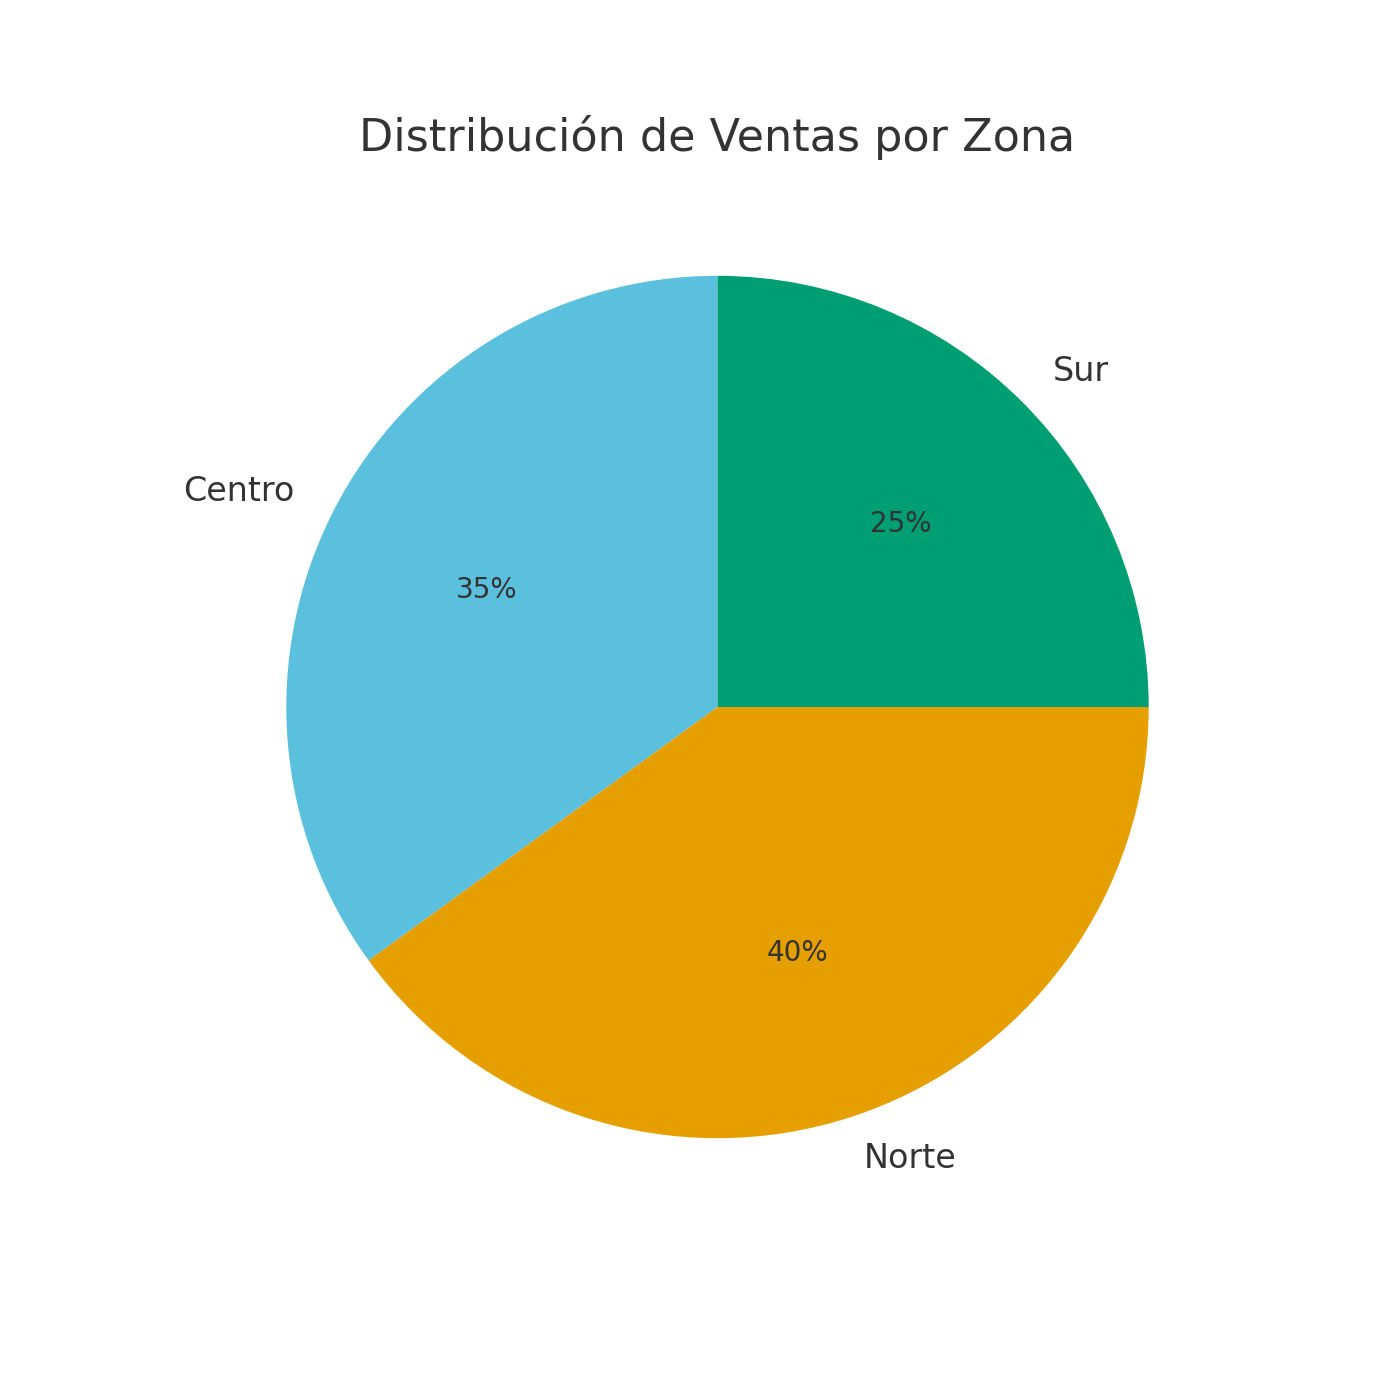 Distribución de Ventas por Zona
Sur
Centro
25%
35%
40%
Norte